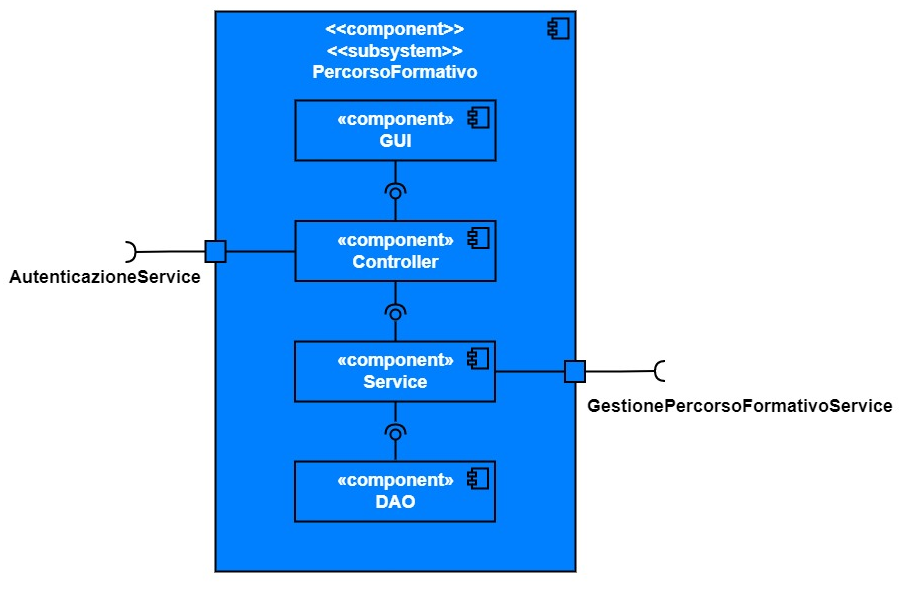 <<component>>
<<subsystem>>
PercorsoFormativo
«component»
GUI
«component»
Controller
AutenticazioneService
«component»
Service
GestionePercorsoFormativoService
«component»
DAO